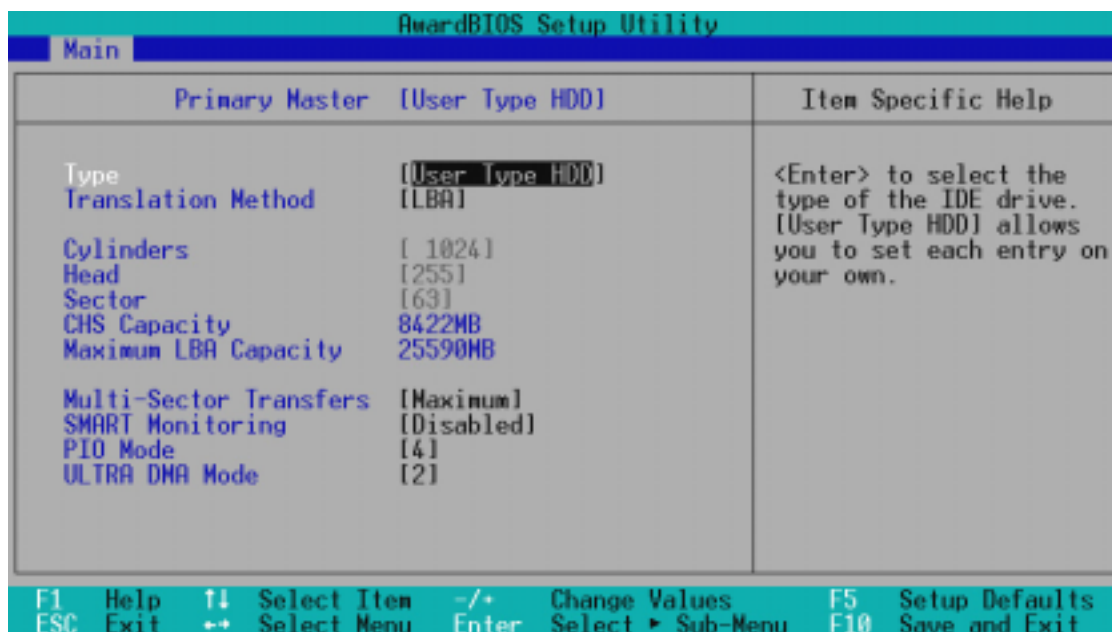 AwardBIOS Setup Utility
Main
Primary Master [User Type HDD]
Item Specific Help
Type [User Type HDD]
Translation Method [LBA]
Cylinders [ 1024]
Head [255]
Sector [63]
CHS Capacity 8422MB
Maximum LBA Capacity 25590MB
Multi-Sector Transfers [Maximum]
SMART Monitoring [Disabled]
PIO Mode [4]
ULTRA DMA Mode [2]
<Enter> to select the
type of the IDE drive.
[User Type HDD] allows
you to set each entry on
your own.
F1 Help ↑↓ Select Item -/+ Change Values F5 Setup Defaults
ESC Exit ←→ Select Menu Enter Select ► Sub-Menu F10 Save and Exit